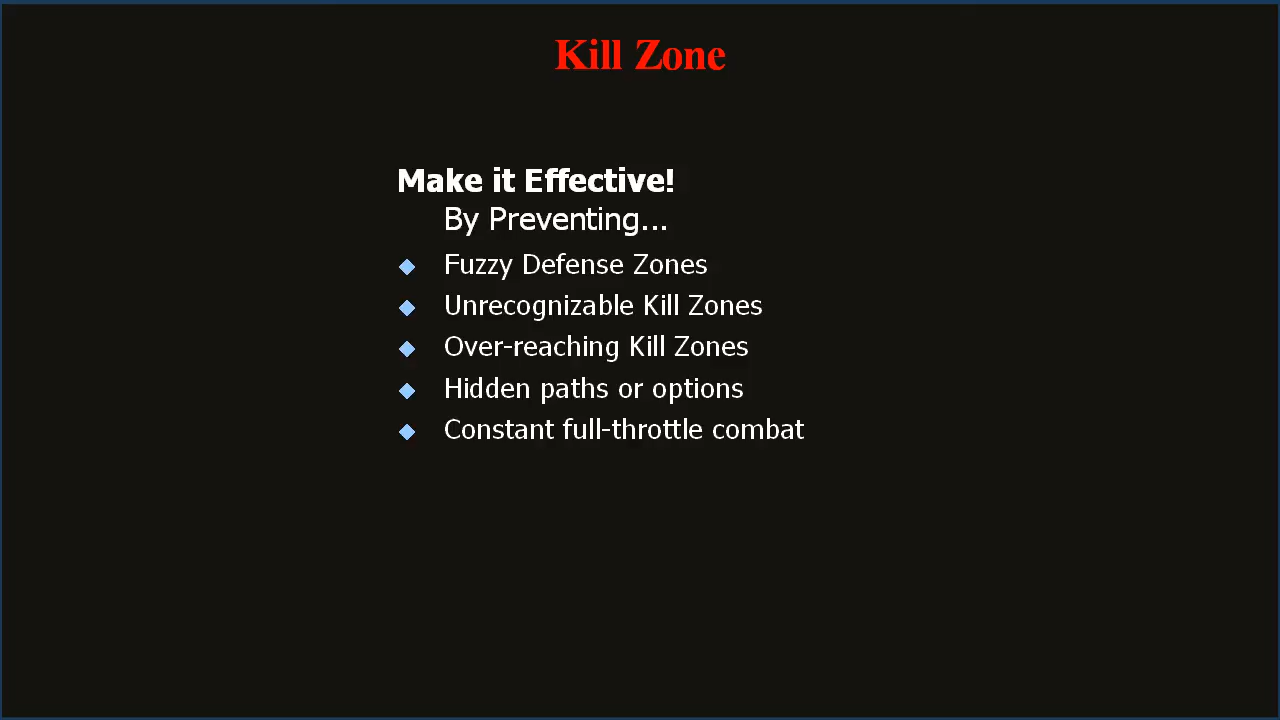 Kill Zone
Make it Effective!
By Preventing...
Fuzzy Defense Zones
Unrecognizable Kill Zones
Over-reaching Kill Zones
Hidden paths or options
Constant full-throttle combat